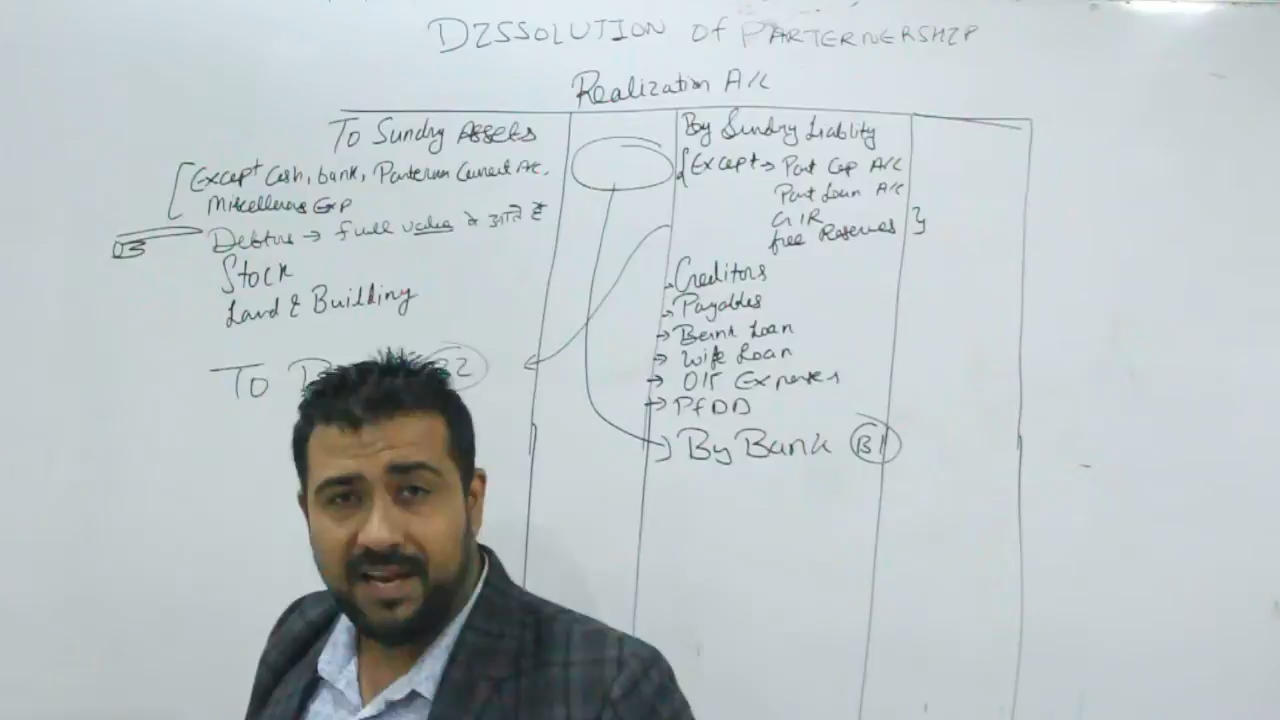 DISSOLUTION Of PARTERNERSHIP
Realization A/C
To Sundry Assets
[Except Cash, bank, Partnern Current A/c,
Miscellenous Exp
Debtors → full value से आते है
Stock
Land & Building
To B2
By Sundry Liablity
{Except → Part Cap A/C
Part Loan A/C
G/R
free Reserves }
Creditors
Payables
→ Bank Loan
→ Wife Loan
→ O/S Expenses
→ PfDD
→ By Bank B1